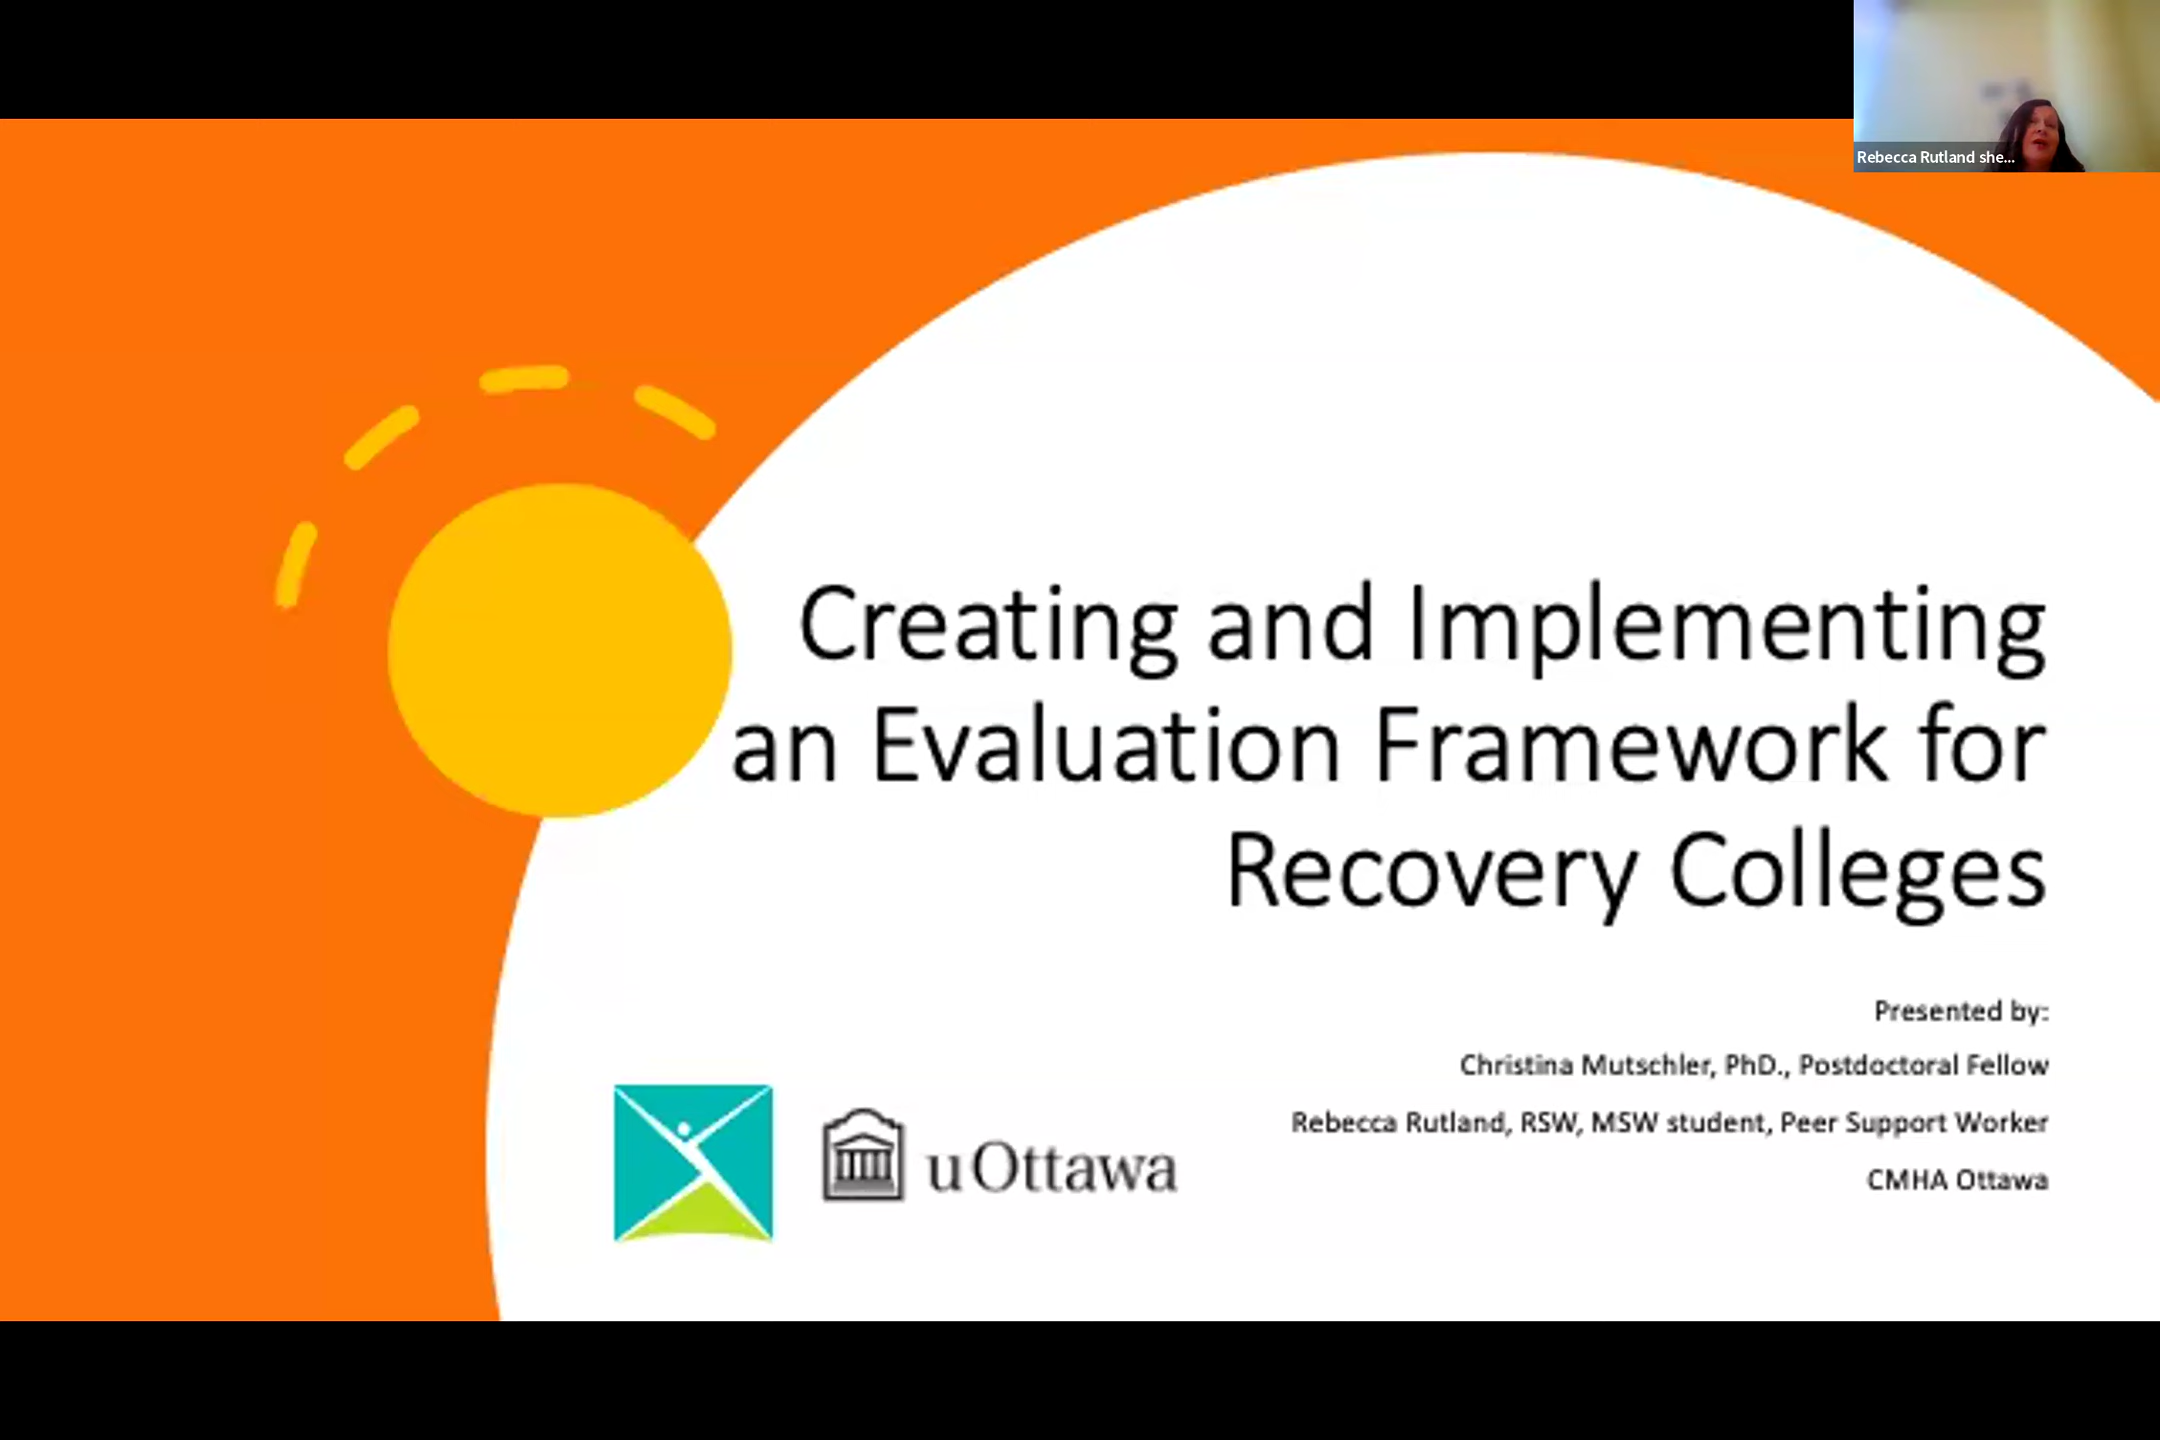 Rebecca Rutland she...
Creating and Implementing
an Evaluation Framework for
Recovery Colleges
Presented by:
Christina Mutschler, PhD., Postdoctoral Fellow
Rebecca Rutland, RSW, MSW student, Peer Support Worker
CMHA Ottawa
uOttawa